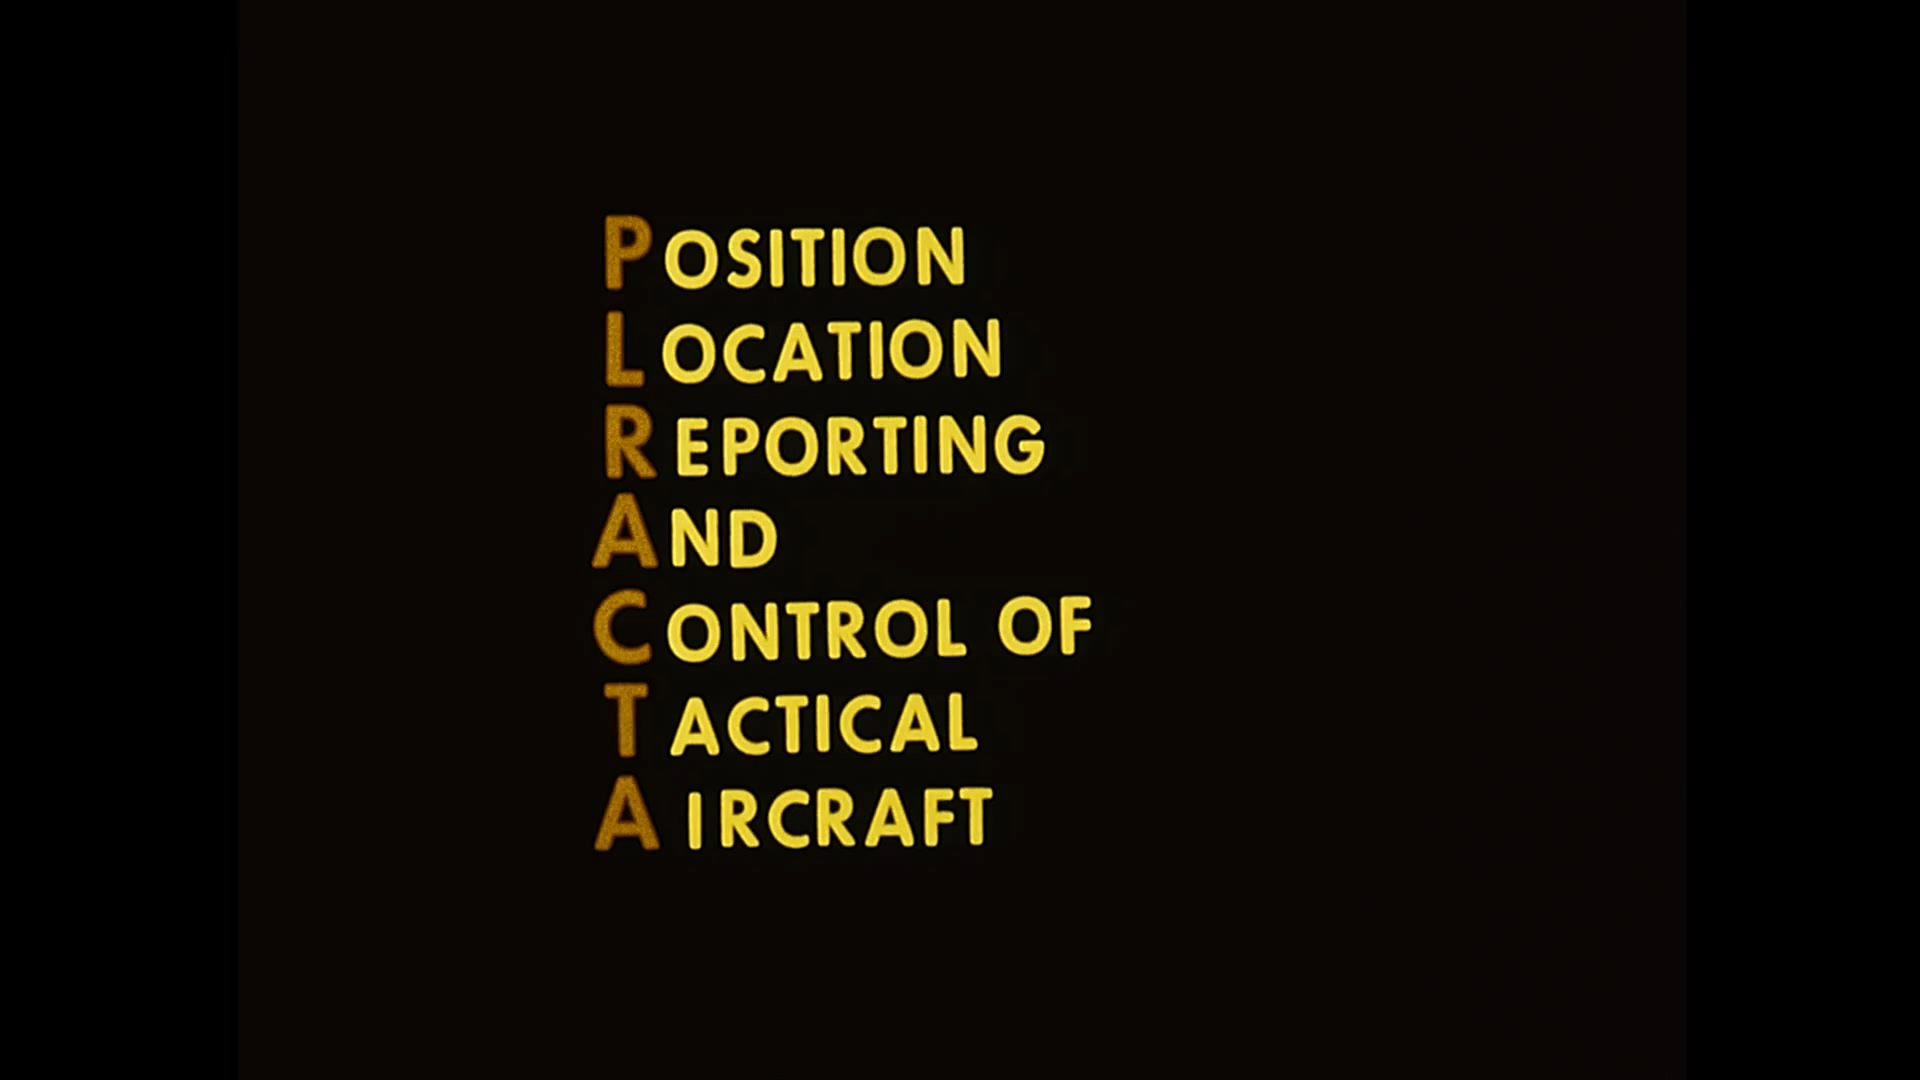 POSITION
LOCATION
REPORTING
AND
CONTROL OF
TACTICAL
AIRCRAFT